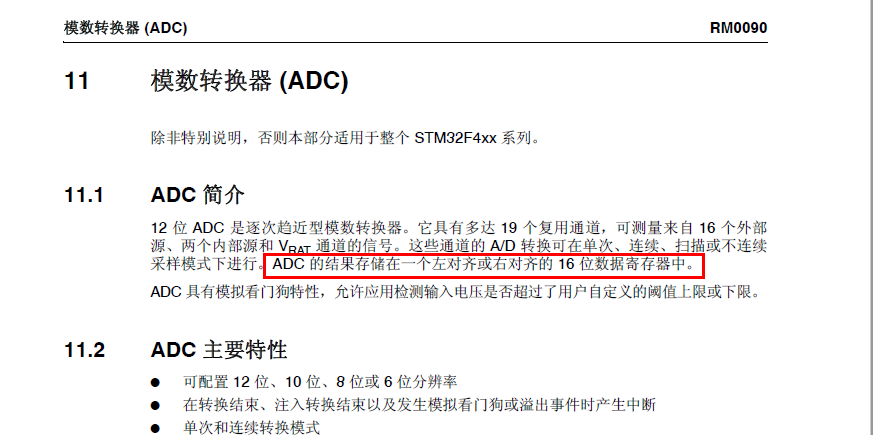 模数转换器 (ADC) RM0090
11 模数转换器 (ADC)
除非特别说明，否则本部分适用于整个 STM32F4xx 系列。
11.1 ADC 简介
12 位 ADC 是逐次趋近型模数转换器。它具有多达 19 个复用通道，可测量来自 16 个外部
源、两个内部源和 VBAT 通道的信号。这些通道的 A/D 转换可在单次、连续、扫描或不连续
采样模式下进行。ADC 的结果存储在一个左对齐或右对齐的 16 位数据寄存器中。
ADC 具有模拟看门狗特性，允许应用检测输入电压是否超过了用户自定义的阈值上限或下限。
11.2 ADC 主要特性
● 可配置 12 位、10 位、8 位或 6 位分辨率
● 在转换结束、注入转换结束以及发生模拟看门狗或溢出事件时产生中断
● 单次和连续转换模式